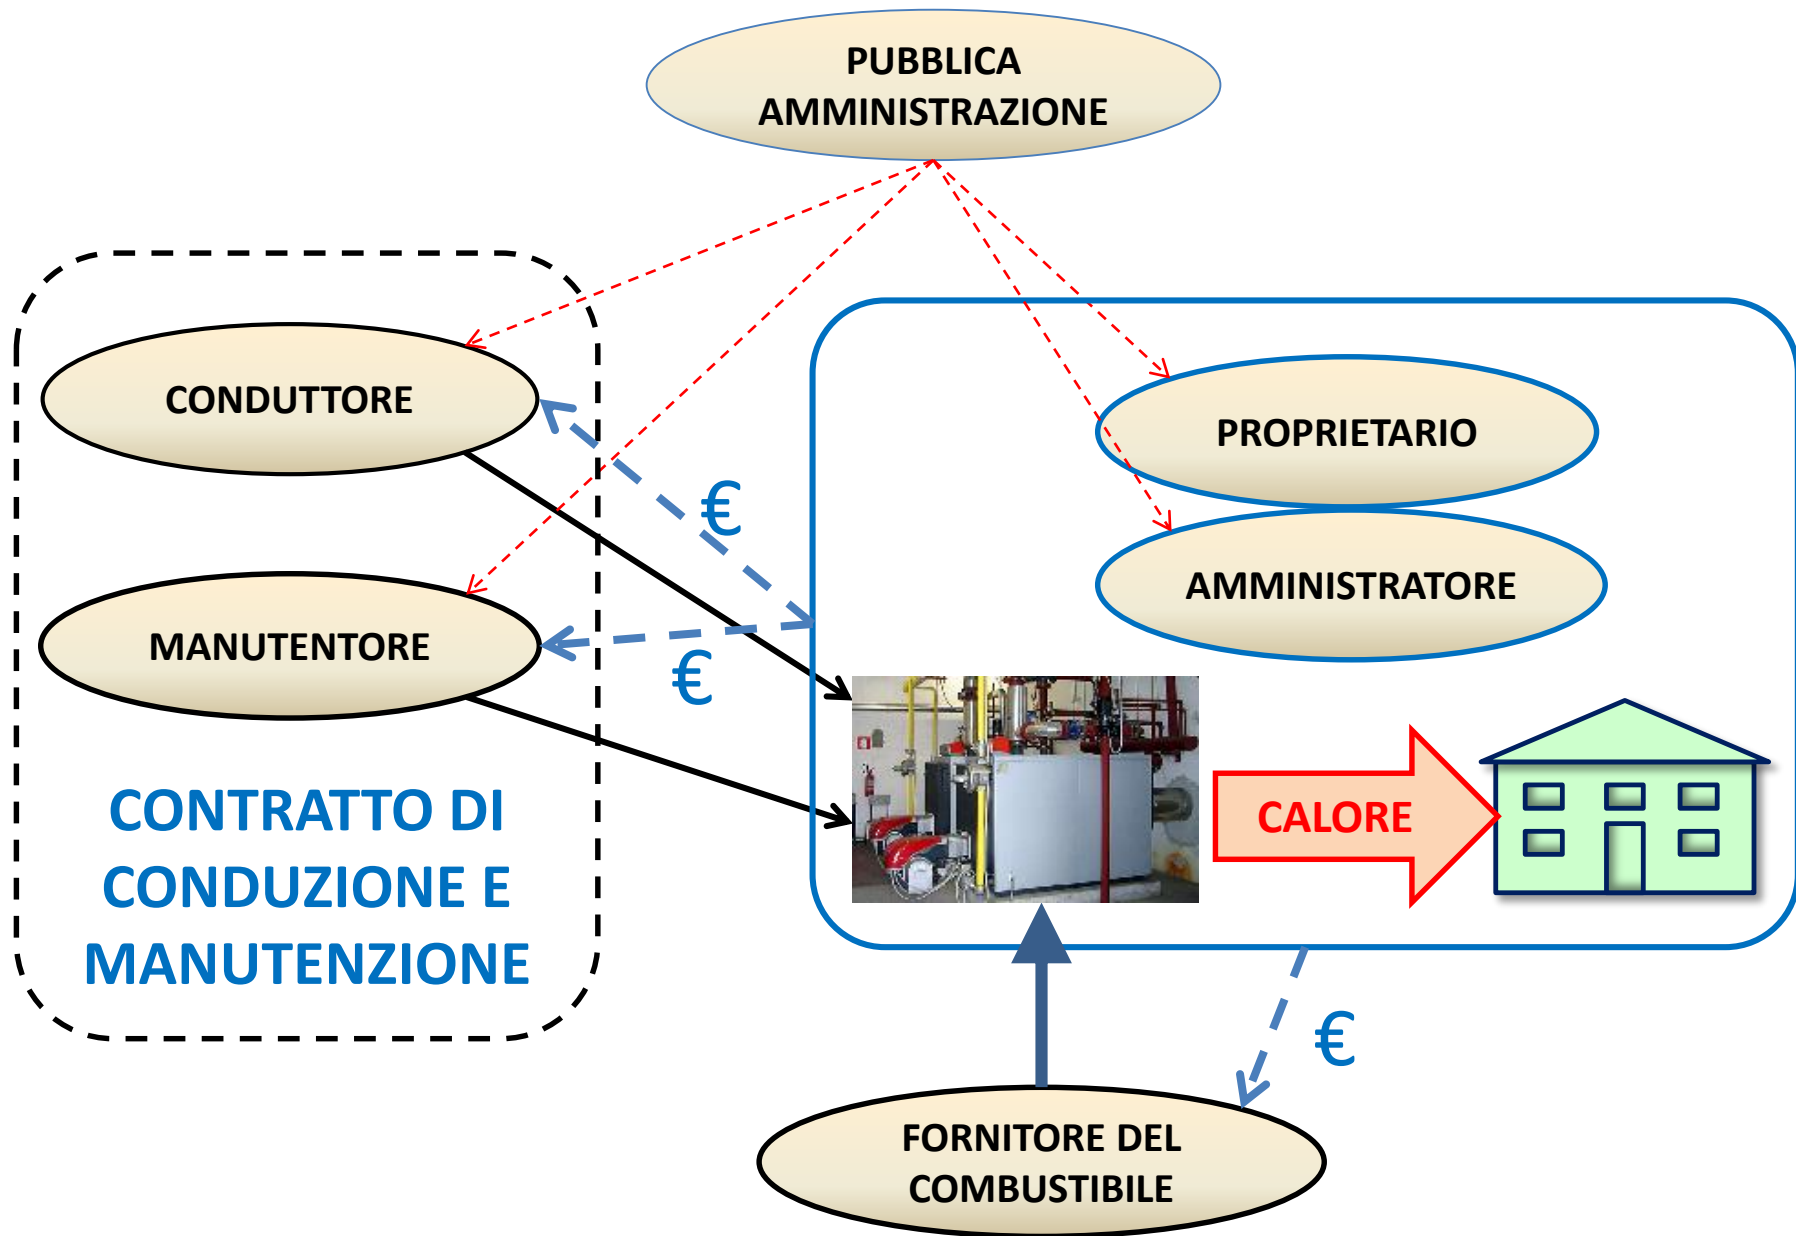 PUBBLICA
AMMINISTRAZIONE
CONDUTTORE
PROPRIETARIO
€
AMMINISTRATORE
MANUTENTORE
€
CONTRATTO DI
CONDUZIONE E
MANUTENZIONE
CALORE
€
FORNITORE DEL
COMBUSTIBILE